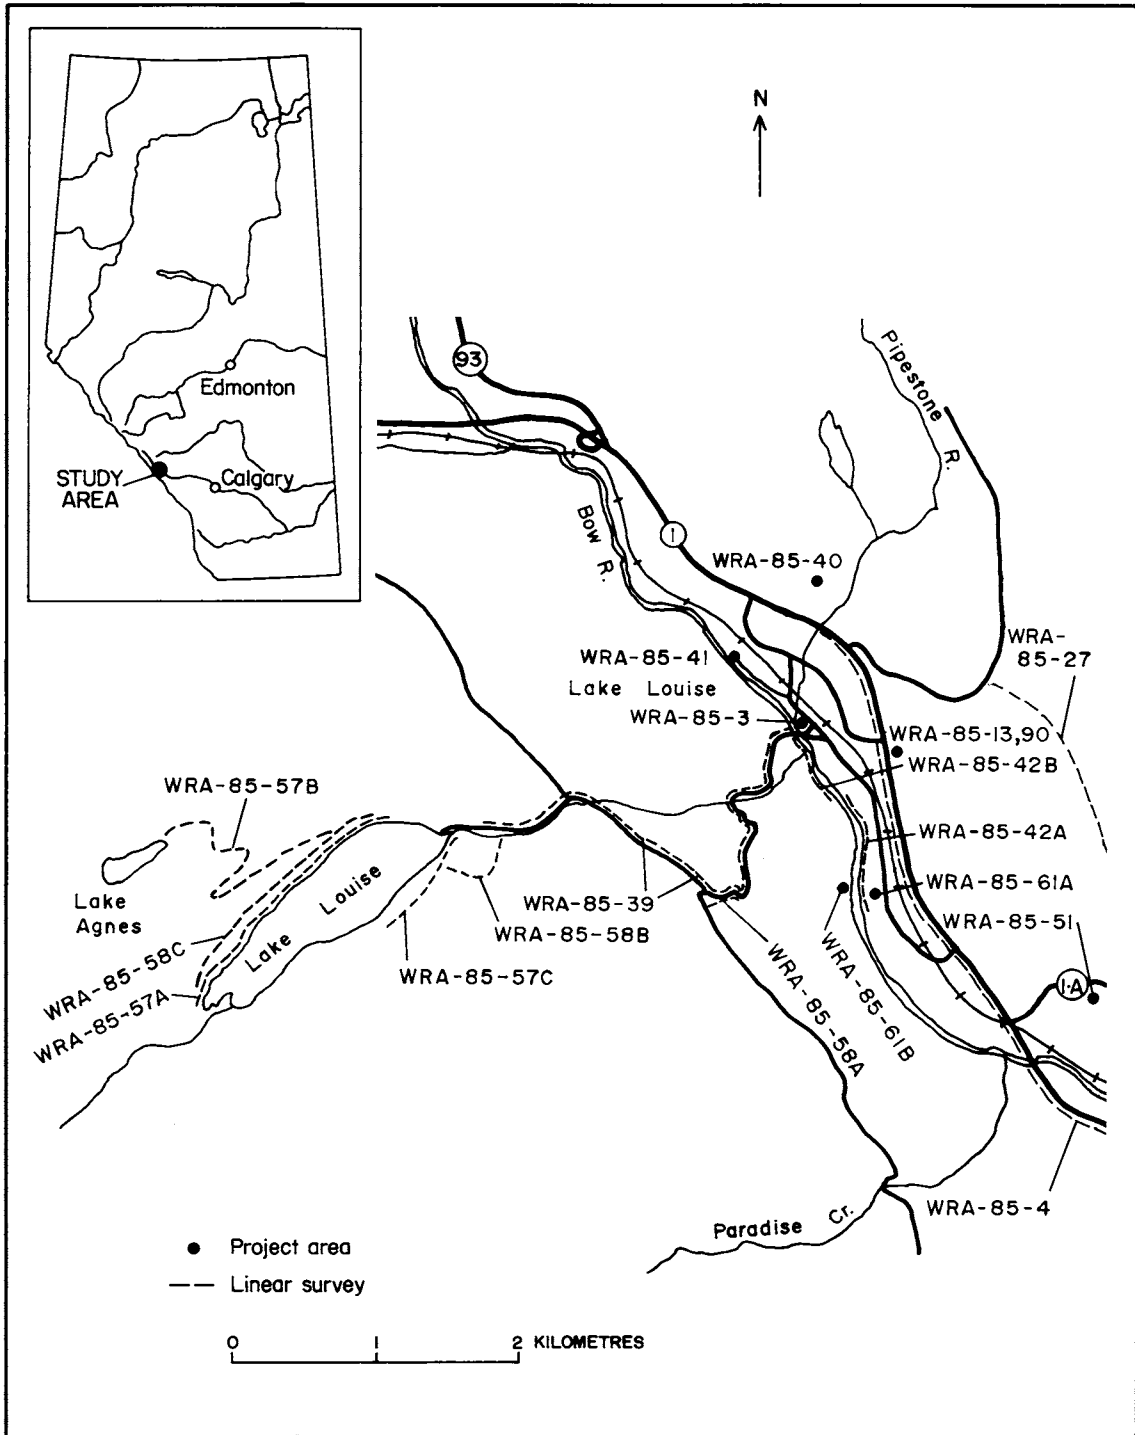 N
Edmonton
STUDY
AREA
Calgary
93
Pipestone R.
Bow R.
1
WRA-85-40
WRA-
85-27
WRA-85-41
Lake Louise
WRA-85-3
WRA-85-13,90
WRA-85-42B
WRA-85-57B
WRA-85-42A
Lake
Agnes
Lake Louise
WRA-85-61A
WRA-85-39
WRA-85-51
WRA-85-58B
WRA-85-58C
WRA-85-57C
WRA-85-57A
WRA-85-58A
WRA-85-61B
1-A
WRA-85-4
Paradise Cr.
Project area
Linear survey
0 1 2 KILOMETRES